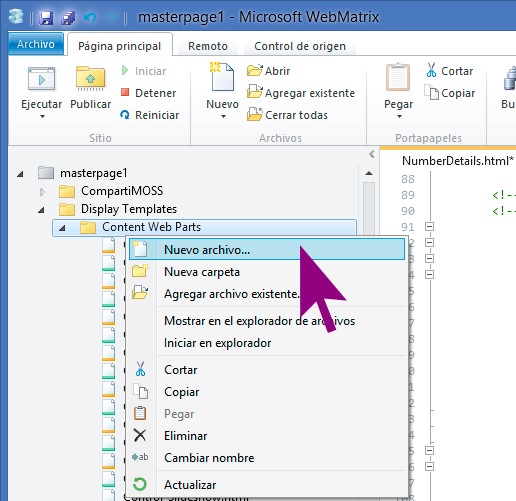 masterpage1 - Microsoft WebMatrix
Archivo
Página principal
Remoto
Control de origen
Ejecutar
Publicar
Iniciar
Detener
Reiniciar
Sitio
Nuevo
Abrir
Agregar existente
Cerrar todas
Archivos
Pegar
Cortar
Copiar
Portapapeles
masterpage1
CompartiMOSS
Display Templates
Content Web Parts
NumberDetails.html*
88
89
<!--
90
<!--
91
Nuevo archivo...
Nueva carpeta
Agregar archivo existente.
Mostrar en el explorador de archivos
Iniciar en explorador
Cortar
Copiar
Pegar
Eliminar
ab
Cambiar nombre
Actualizar